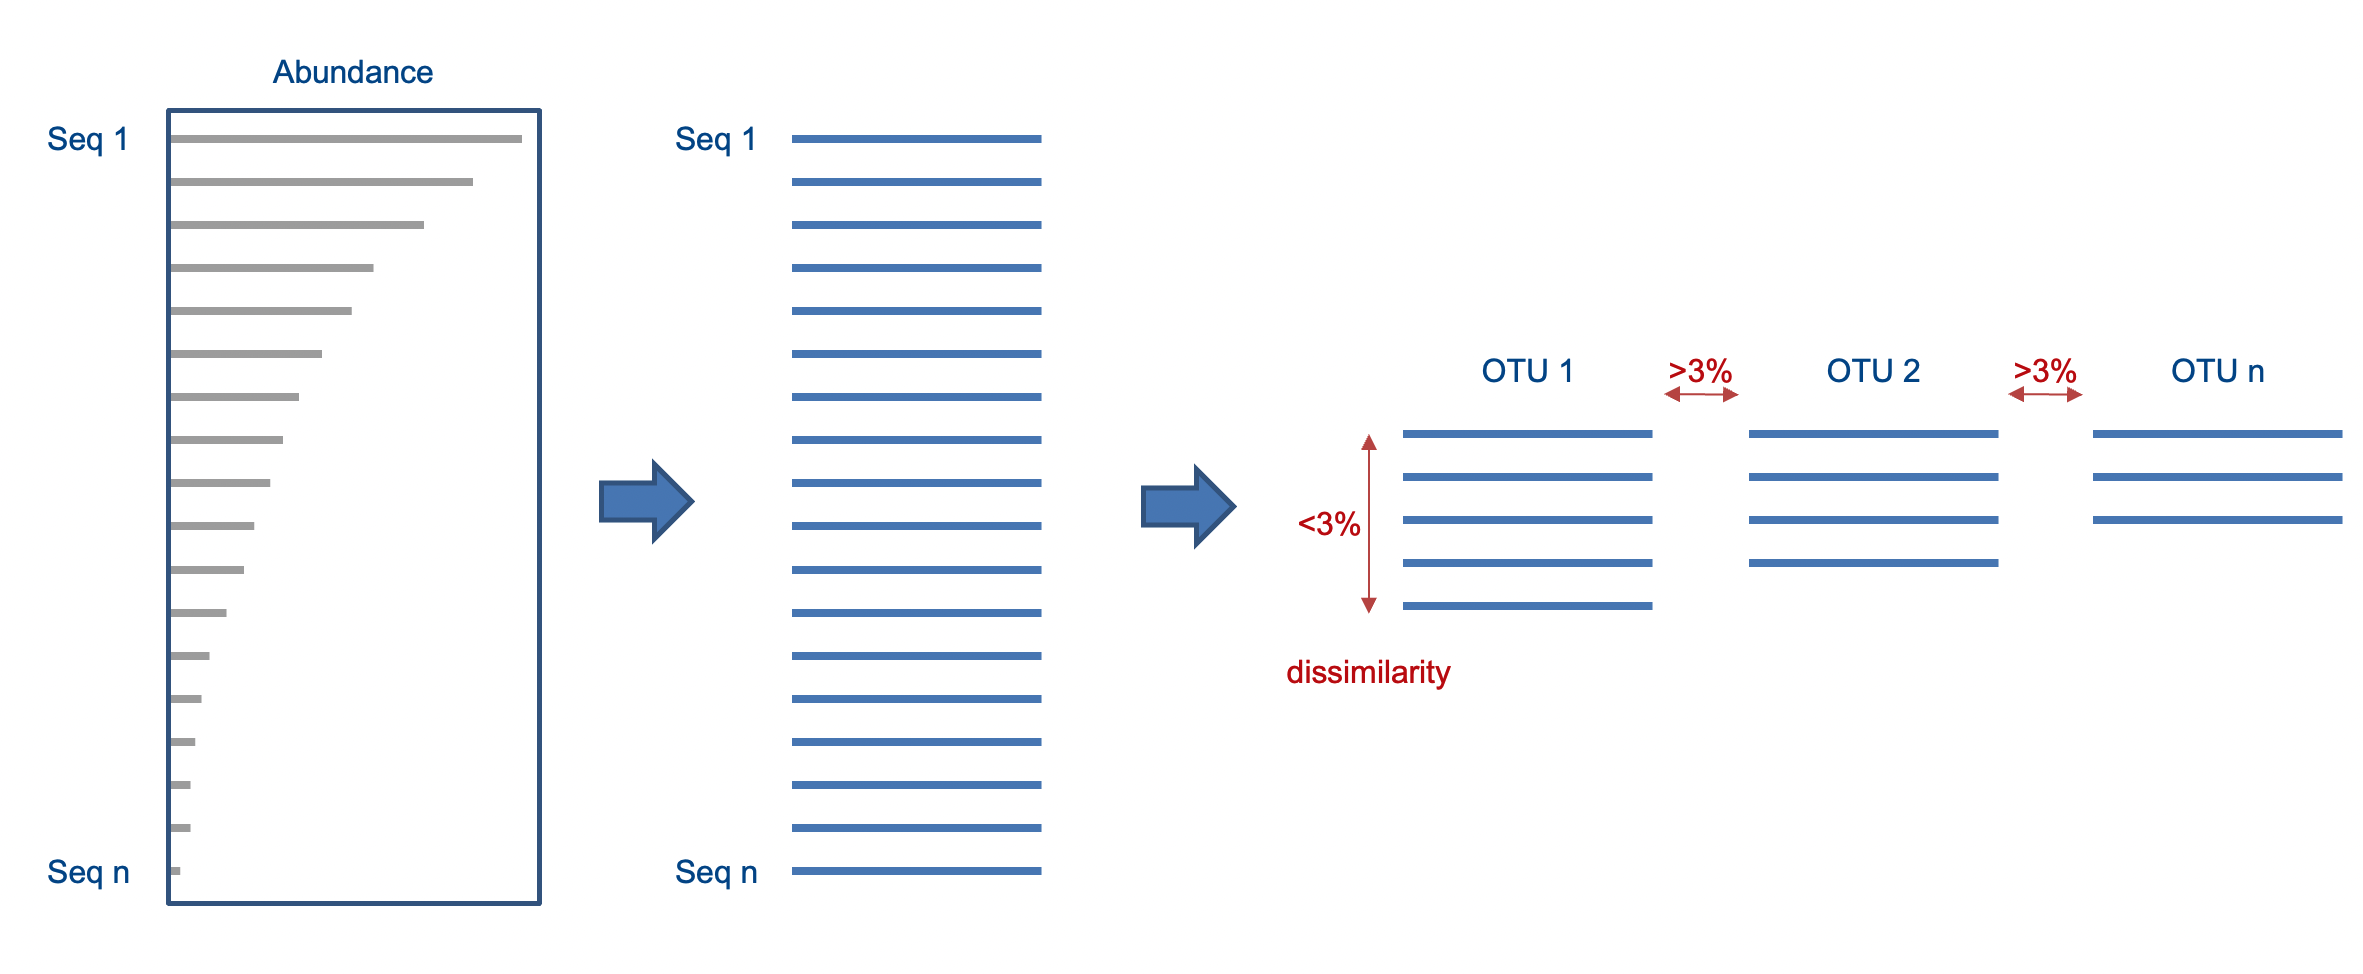 Abundance
Seq 1
Seq n
Seq 1
Seq n
OTU 1
>3%
OTU 2
>3%
OTU n
<3%
dissimilarity